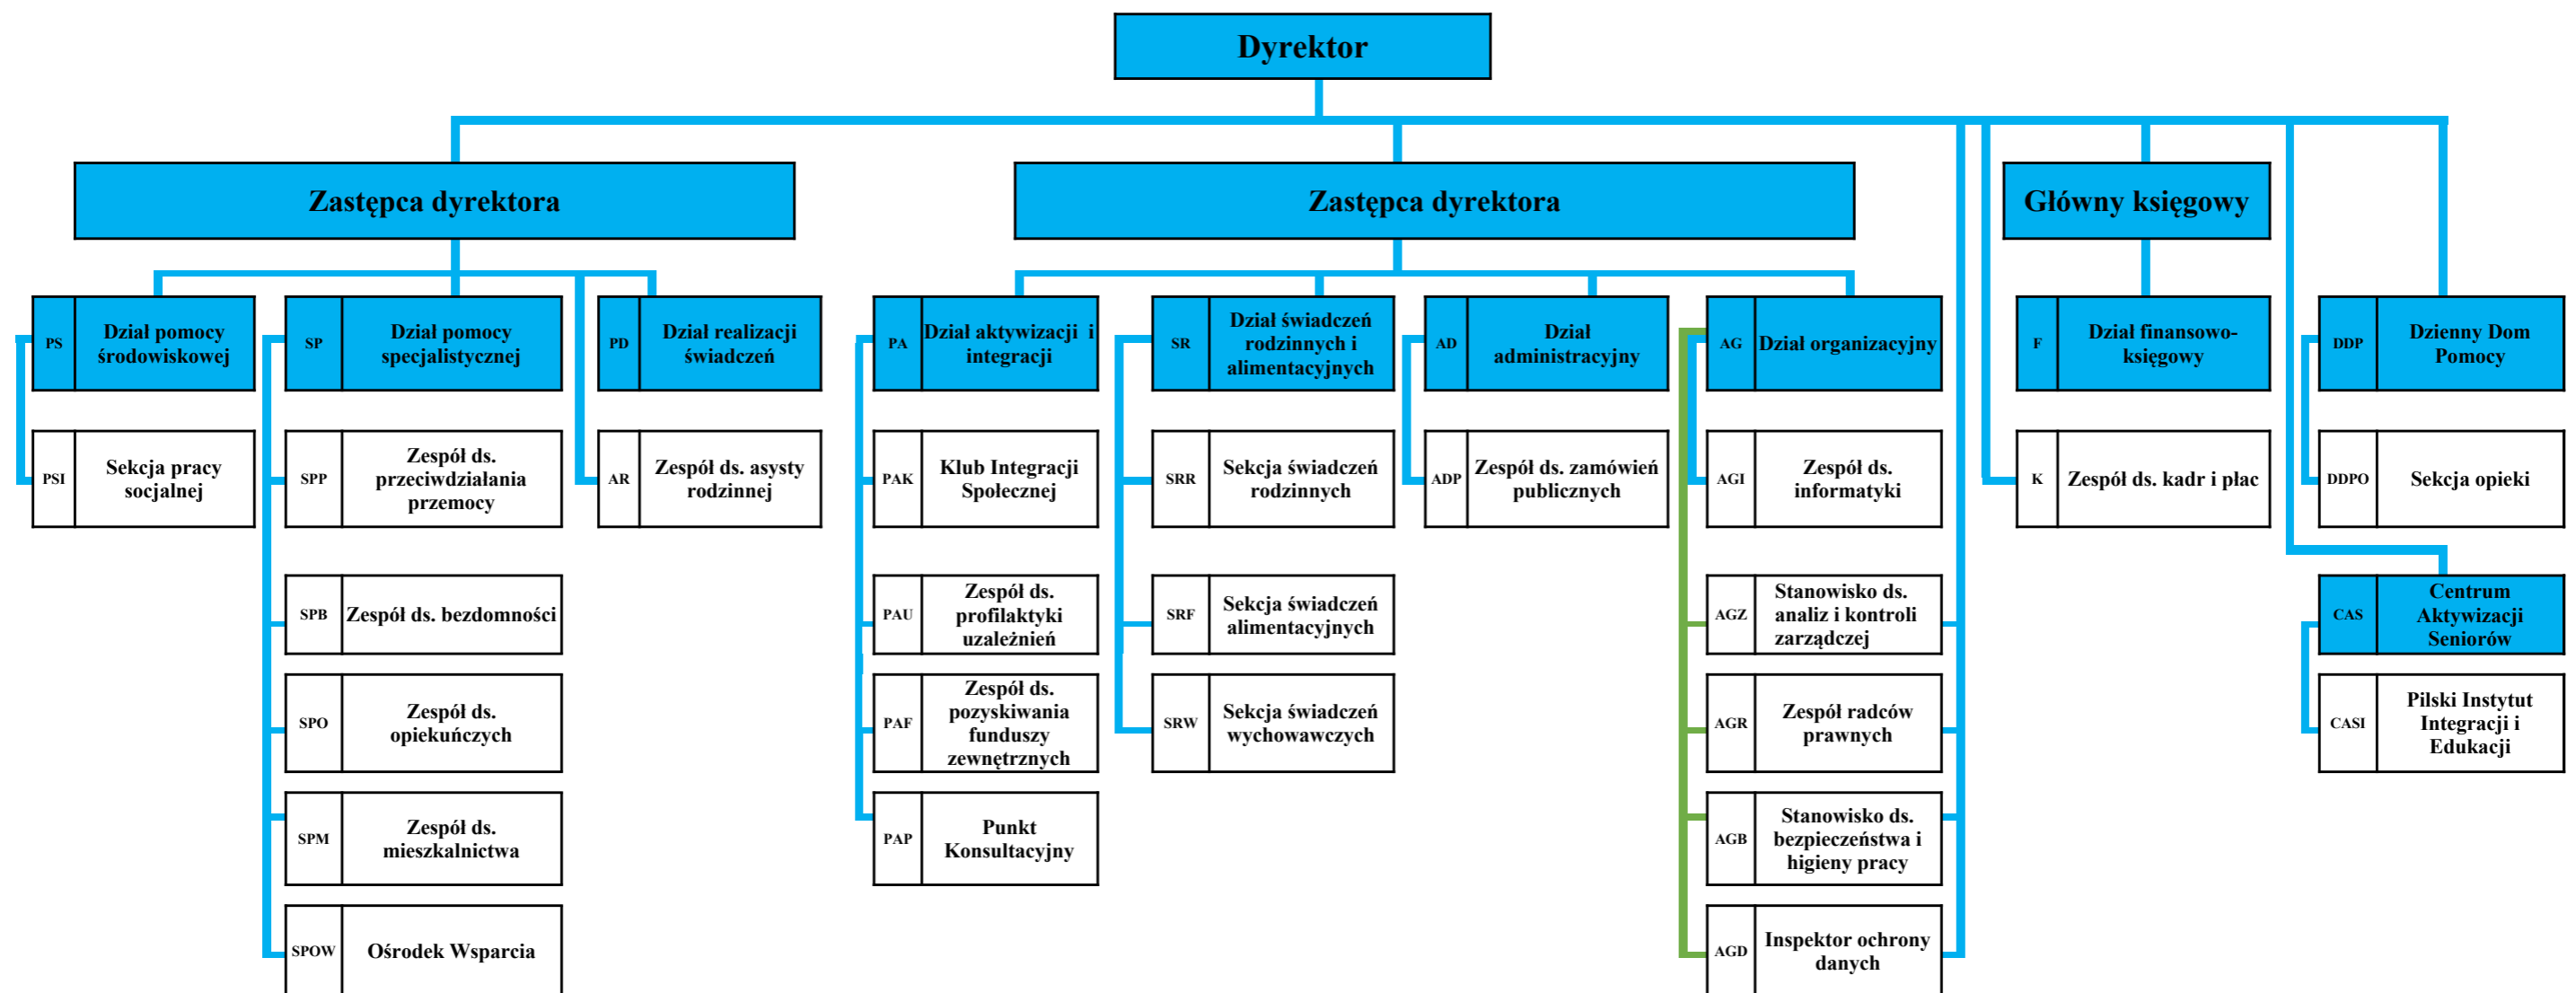 Dyrektor
Zastępca dyrektora
Zastępca dyrektora
Główny księgowy
PS
Dział pomocy
środowiskowej
SP
Dział pomocy
specjalistycznej
PD
Dział realizacji
świadczeń
PA
Dział aktywizacji i
integracji
SR
Dział świadczeń
rodzinnych i
alimentacyjnych
AD
Dział
administracyjny
AG
Dział organizacyjny
F
Dział finansowo-
księgowy
DDP
Dzienny Dom
Pomocy
PSI
Sekcja pracy
socjalnej
SPP
Zespół ds.
przeciwdziałania
przemocy
AR
Zespół ds. asysty
rodzinnej
PAK
Klub Integracji
Społecznej
SRR
Sekcja świadczeń
rodzinnych
ADP
Zespół ds. zamówień
publicznych
AGI
Zespół ds.
informatyki
K
Zespół ds. kadr i płac
DDPO
Sekcja opieki
SPB
Zespół ds. bezdomności
PAU
Zespół ds.
profilaktyki
uzależnień
SRF
Sekcja świadczeń
alimentacyjnych
AGZ
Stanowisko ds.
analiz i kontroli
zarządczej
CAS
Centrum
Aktywizacji
Seniorów
SPO
Zespół ds.
opiekuńczych
PAF
Zespół ds.
pozyskiwania
funduszy
zewnętrznych
SRW
Sekcja świadczeń
wychowawczych
AGR
Zespół radców
prawnych
CASI
Pilski Instytut
Integracji i
Edukacji
SPM
Zespół ds.
mieszkalnictwa
PAP
Punkt
Konsultacyjny
AGB
Stanowisko ds.
bezpieczeństwa i
higieny pracy
SPOW
Ośrodek Wsparcia
AGD
Inspektor ochrony
danych